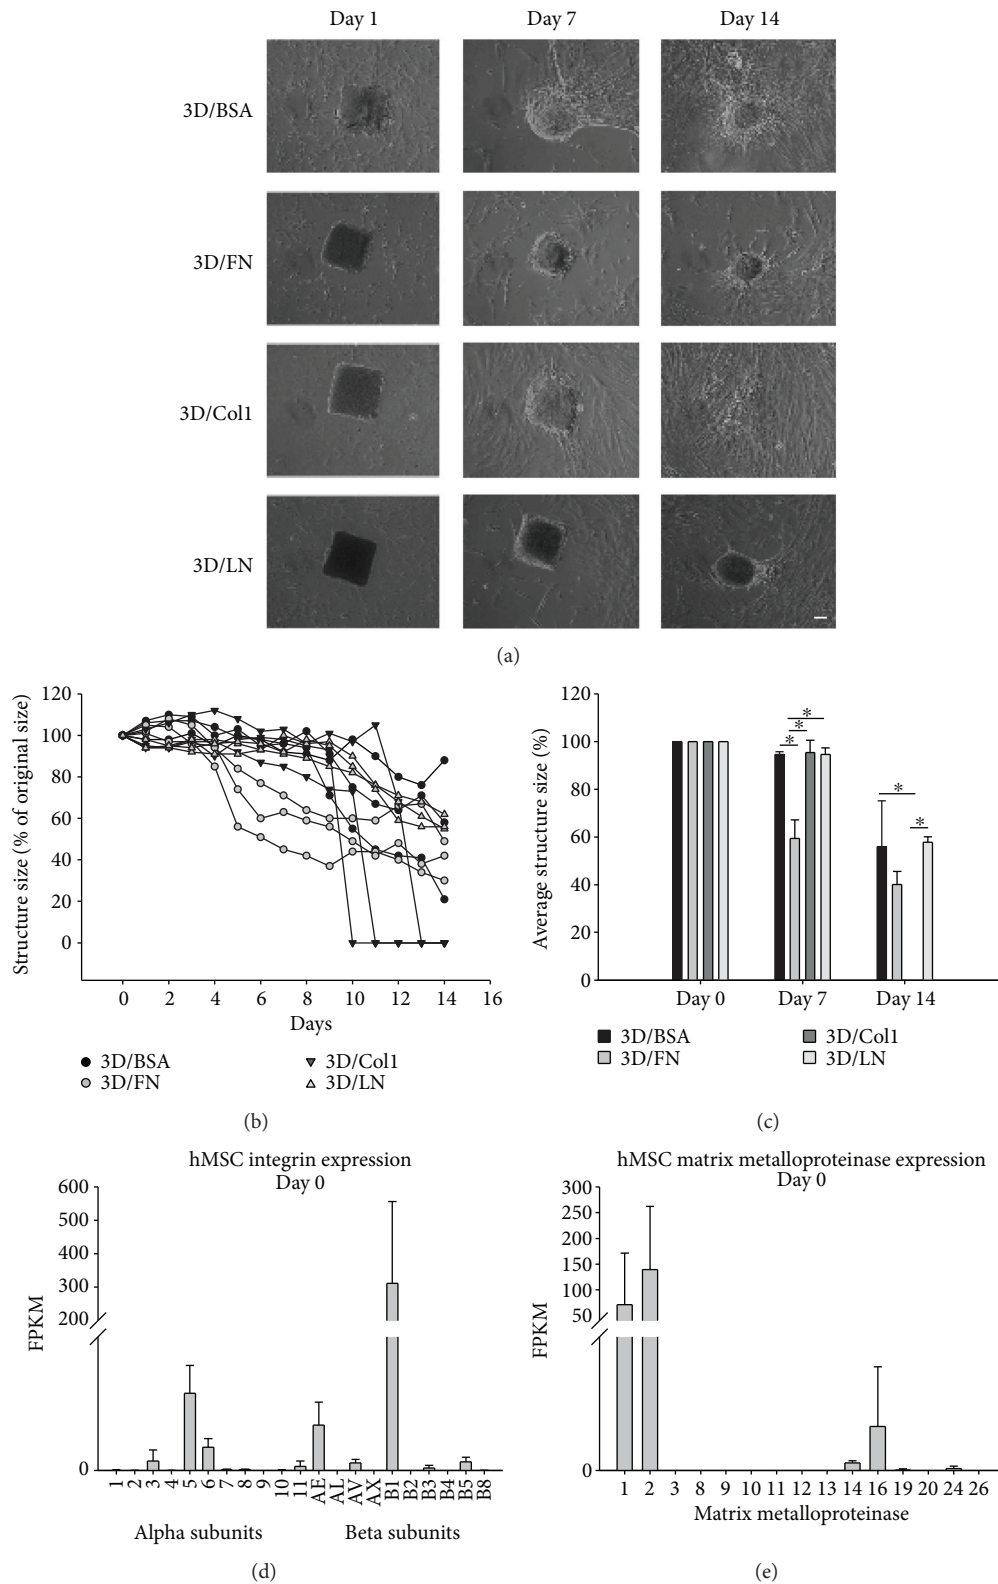 Day 1 Day 7 Day 14
3D/BSA
3D/FN
3D/Col1
3D/LN
(a)
Structure size (% of original size)
120
100
80
60
40
20
0
0 2 4 6 8 10 12 14 16
Days
3D/BSA 3D/Col1
3D/FN 3D/LN
(b)
Average structure size (%)
120
100
80
60
40
20
0
* * *
* *
Day 0 Day 7 Day 14
3D/BSA 3D/Col1
3D/FN 3D/LN
(c)
hMSC integrin expression
Day 0
FPKM
600
500
400
300
200
0
1 2 3 4 5 6 7 8 9 10 11 AE AL AV AX B1 B2 B3 B4 B5 B8
Alpha subunits Beta subunits
(d)
hMSC matrix metalloproteinase expression
Day 0
FPKM
300
250
200
150
100
50
0
1 2 3 8 9 10 11 12 13 14 16 19 20 24 26
Matrix metalloproteinase
(e)